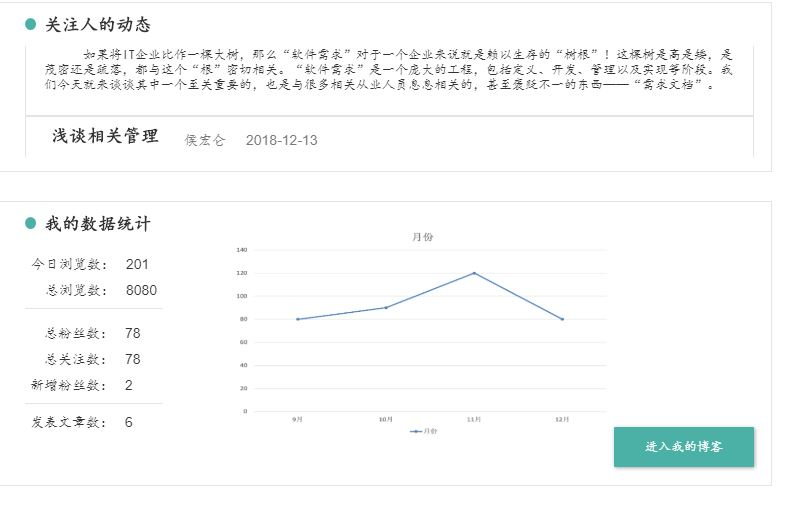 关注人的动态
如果将IT企业比作一棵大树，那么“软件需求”对于一个企业来说就是赖以生存的“树根”！这棵树是高是矮，是
茂密还是疏落，都与这个“根”密切相关。“软件需求”是一个庞大的工程，包括定义、开发、管理以及实现等阶段。我
们今天就来谈谈其中一个至关重要的，也是与很多相关从业人员息息相关的，甚至褒贬不一的东西——“需求文档”。
浅谈相关管理 侯宏仑 2018-12-13
我的数据统计
今日浏览数： 201
总浏览数： 8080
总粉丝数： 78
总关注数： 78
新增粉丝数： 2
发表文章数： 6
月份
140
120
100
80
60
40
20
0
9月 10月 11月 12月
月份
进入我的博客